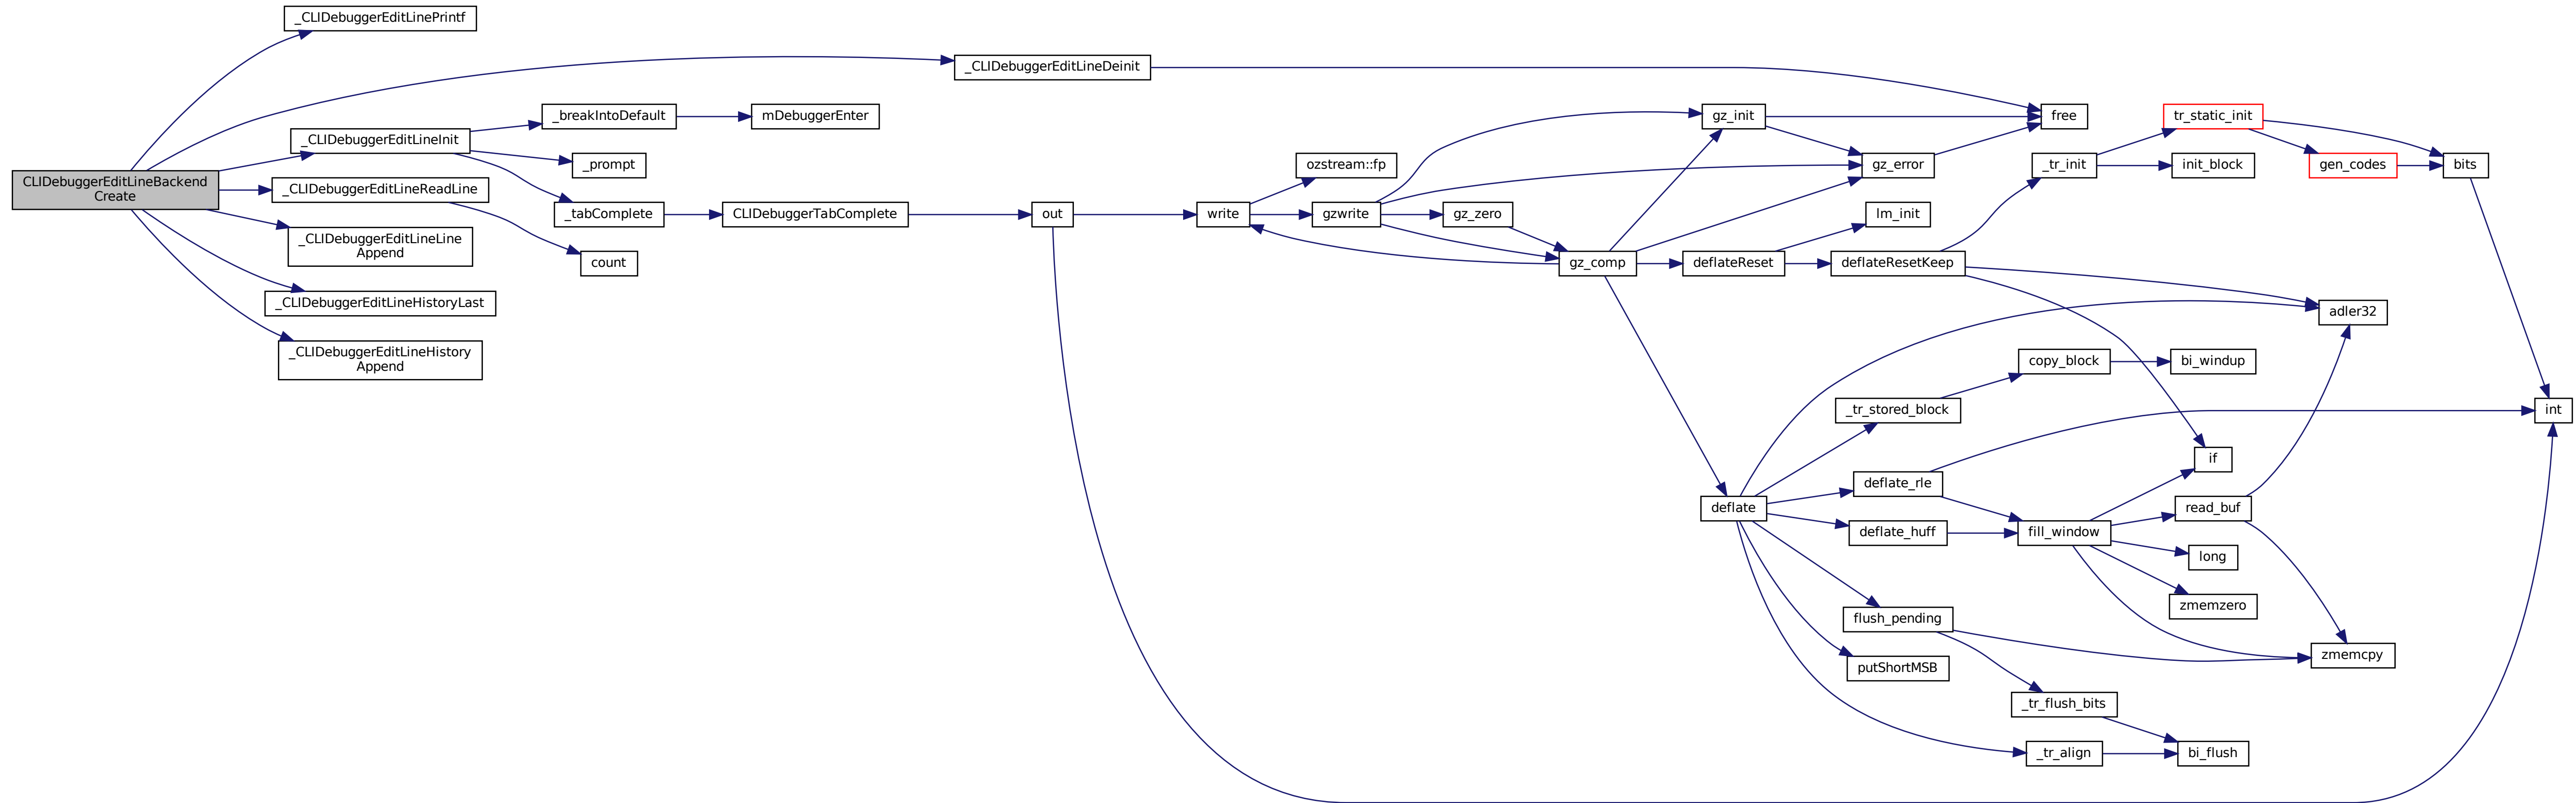 CLIDebuggerEditLineBackend
Create
_CLIDebuggerEditLinePrintf
_CLIDebuggerEditLineDeinit
_CLIDebuggerEditLineInit
_CLIDebuggerEditLineReadLine
_CLIDebuggerEditLineLine
Append
_CLIDebuggerEditLineHistoryLast
_CLIDebuggerEditLineHistory
Append
_breakIntoDefault
_prompt
_tabComplete
count
mDebuggerEnter
CLIDebuggerTabComplete
out
write
ozstream::fp
gzwrite
gz_zero
gz_comp
gz_init
gz_error
free
lm_init
deflateReset
deflateResetKeep
_tr_init
tr_static_init
init_block
gen_codes
bits
adler32
copy_block
bi_windup
_tr_stored_block
int
if
deflate_rle
deflate
read_buf
deflate_huff
fill_window
long
zmemzero
flush_pending
zmemcpy
putShortMSB
_tr_flush_bits
_tr_align
bi_flush